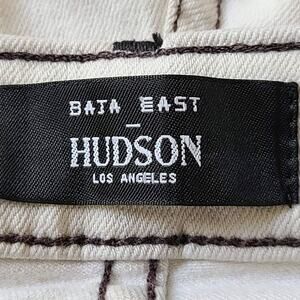 BAJA EAST
–
HUDSON
LOS ANGELES